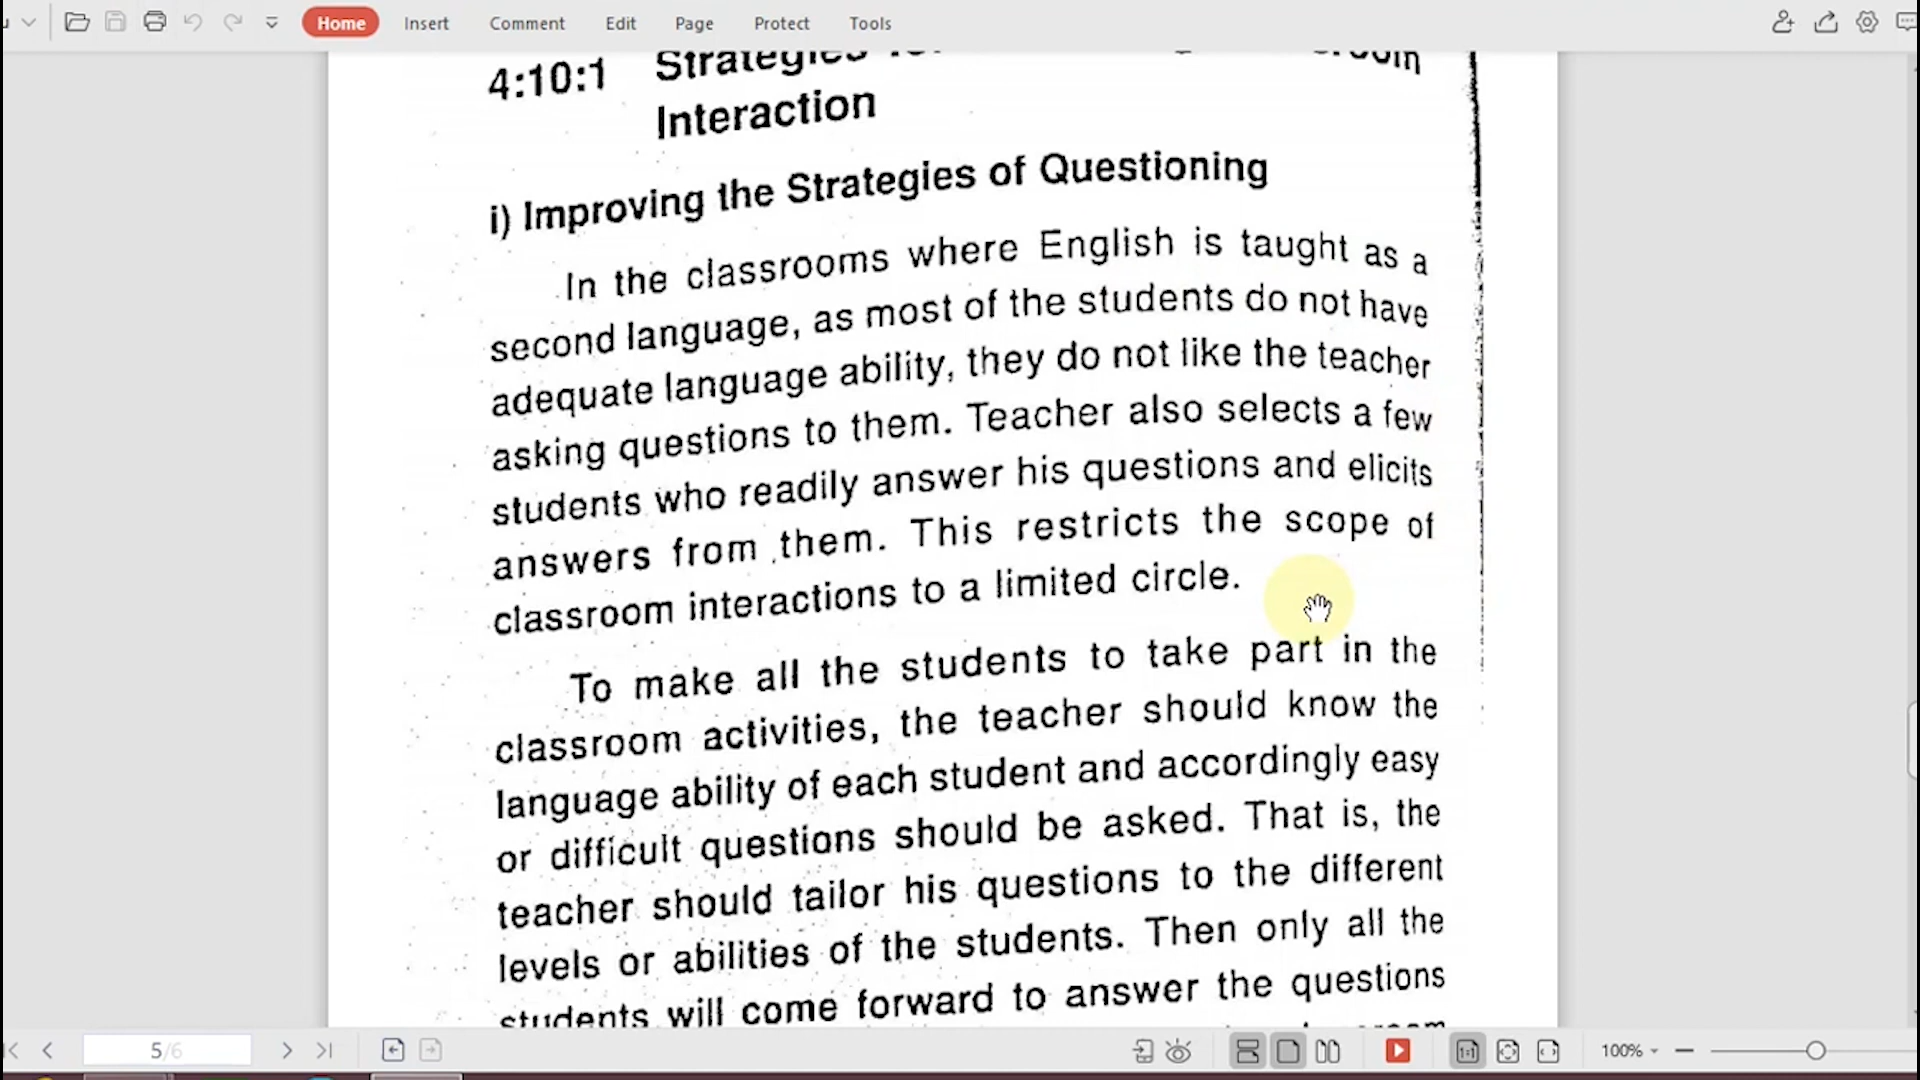 Home Insert Comment Edit Page Protect Tools
4:10:1 Strategies
Interaction
i) Improving the Strategies of Questioning
In the classrooms where English is taught as a
second language, as most of the students do not have
adequate language ability, they do not like the teacher
asking questions to them. Teacher also selects a few
students who readily answer his questions and elicits
answers from them. This restricts the scope of
classroom interactions to a limited circle.
To make all the students to take part in the
classroom activities, the teacher should know the
language ability of each student and accordingly easy
or difficult questions should be asked. That is, the
teacher should tailor his questions to the different
levels or abilities of the students. Then only all the
students will come forward to answer the questions
5/6 100%